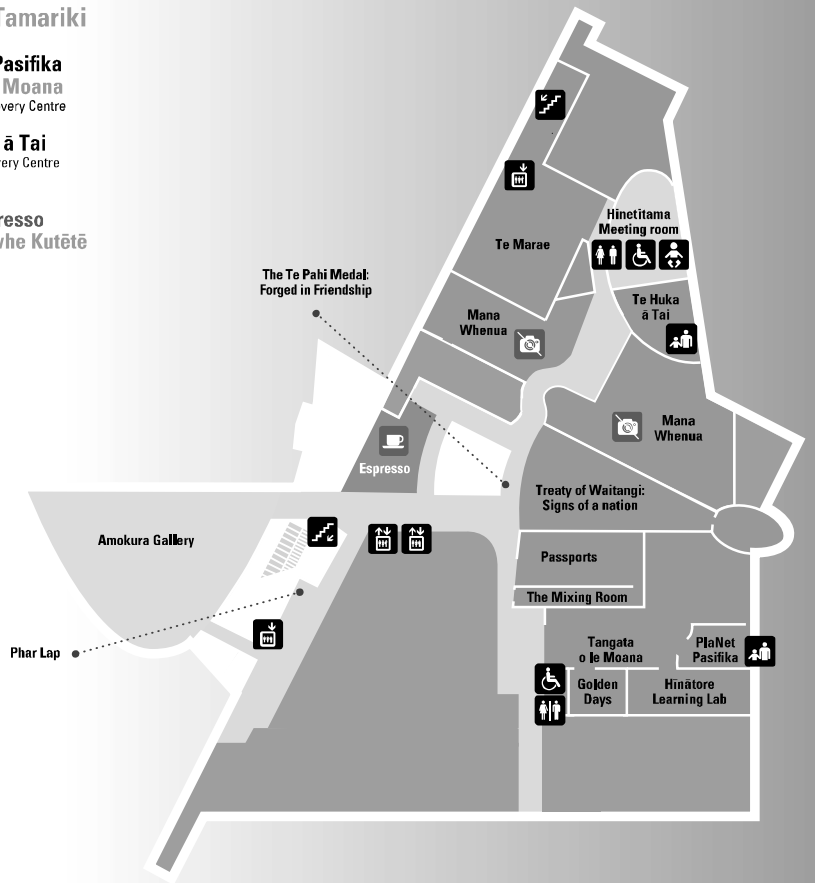 Tamariki
Pasifika
Moana
very Centre
ā Tai
ery Centre
resso
whe Kutētē
Hinetītama
Meeting room
Te Marae
The Te Pahi Medal:
Forged in Friendship
Te Huka
ā Tai
Mana
Whenua
Mana
Whenua
Espresso
Treaty of Waitangi:
Signs of a nation
Amokura Gallery
Passports
The Mixing Room
Phar Lap
Tangata
o le Moana
PlaNet
Pasifika
Golden
Days
Hīnātore
Learning Lab